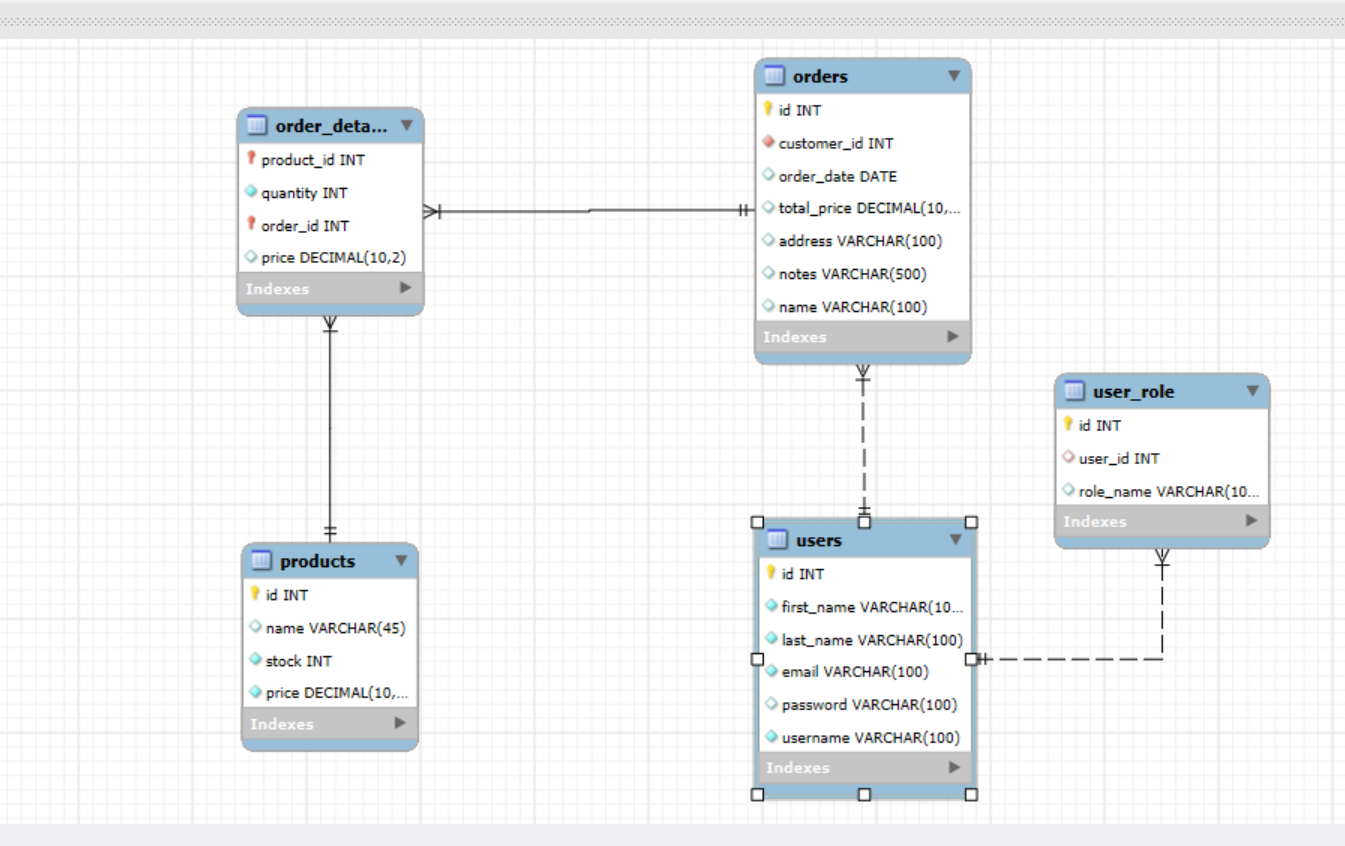 orders
id INT
customer_id INT
order_date DATE
total_price DECIMAL(10,...
address VARCHAR(100)
notes VARCHAR(500)
name VARCHAR(100)
Indexes
order_deta...
product_id INT
quantity INT
order_id INT
price DECIMAL(10,2)
Indexes
user_role
id INT
user_id INT
role_name VARCHAR(10...
Indexes
users
id INT
first_name VARCHAR(10...
last_name VARCHAR(100)
email VARCHAR(100)
password VARCHAR(100)
username VARCHAR(100)
Indexes
products
id INT
name VARCHAR(45)
stock INT
price DECIMAL(10,...
Indexes